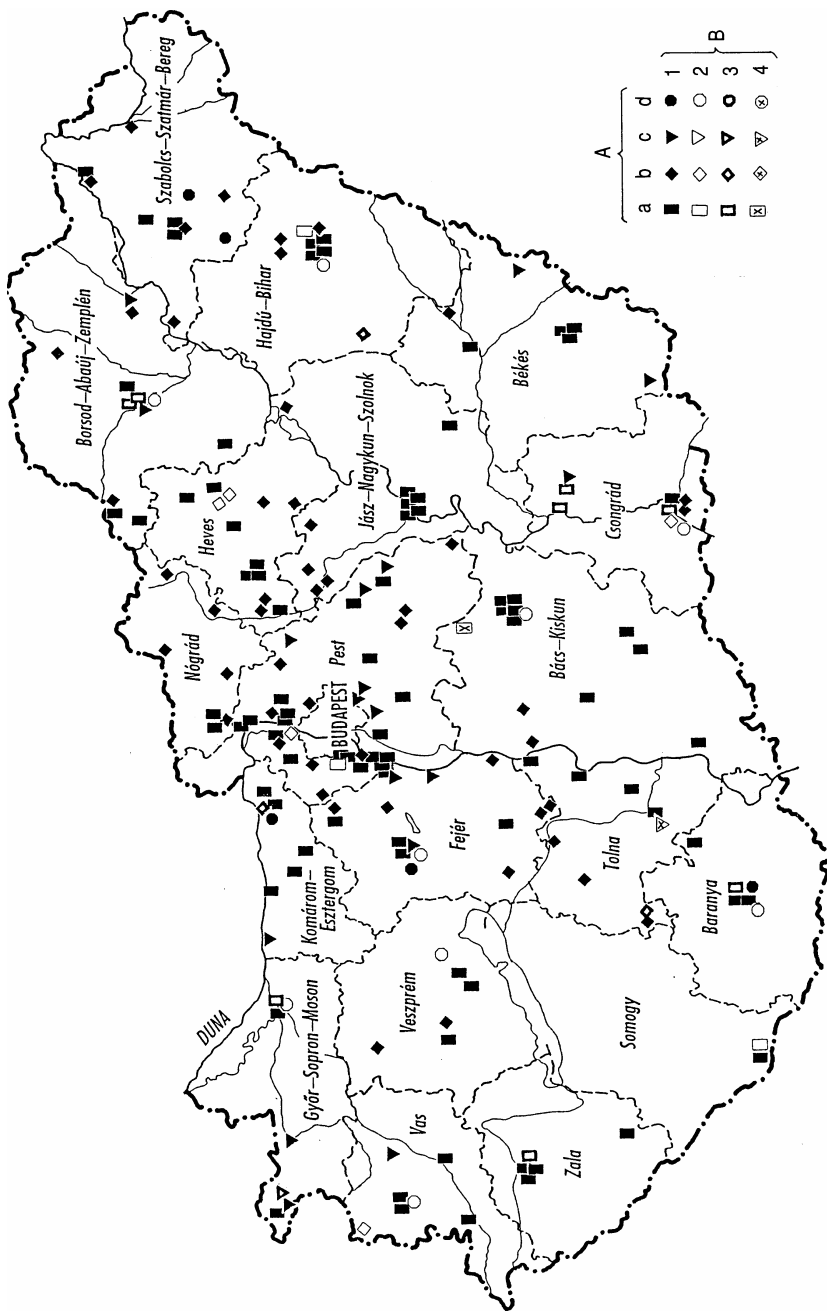 Szabolcs–Szatmár–Bereg
Borsod–Abaúj–Zemplén
Hajdú–Bihar
Heves
Jász–Nagykun–Szolnok
Békés
Csongrád
Nógrád
Pest
BUDAPEST
Bács–Kiskun
Komárom–
Esztergom
Fejér
Tolna
Baranya
DUNA
Győr–Sopron–Moson
Veszprém
Somogy
Vas
Zala
A
a b c d
B
1
2
3
4